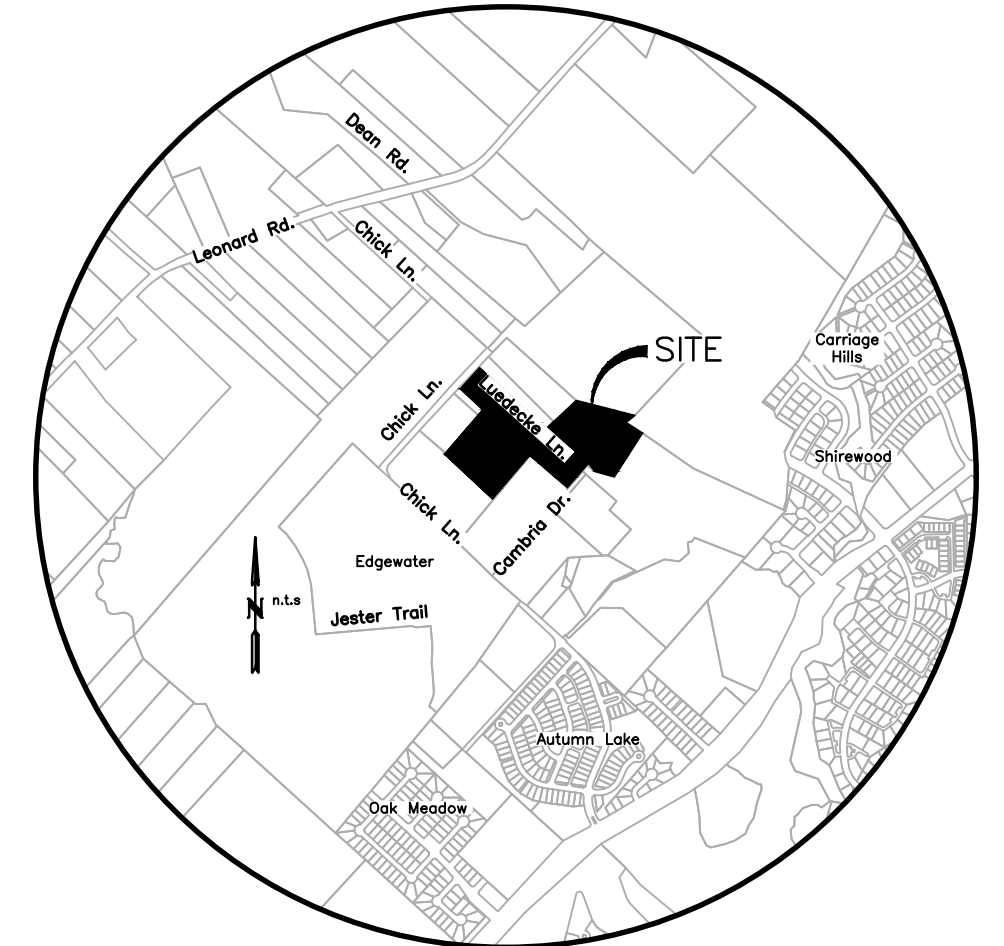 Dean Rd.
Leonard Rd.
Chick Ln.
SITE
Carriage
Hills
Chick Ln.
Luedecke Ln.
Shirewood
Chick Ln.
Cambria Dr.
Edgewater
N
n.t.s
Jester Trail
Autumn Lake
Oak Meadow